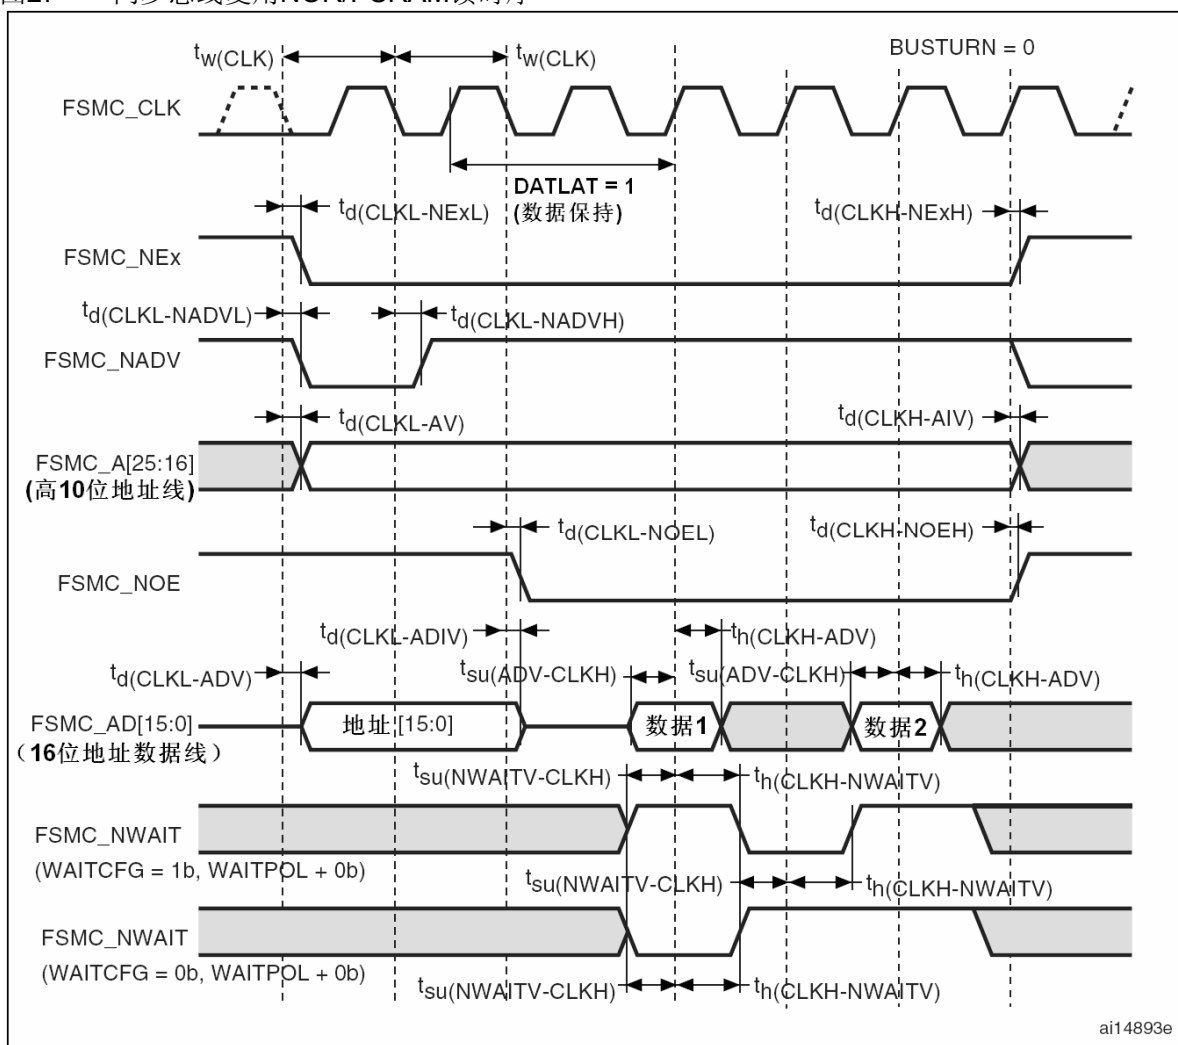 BUSTURN = 0
tw(CLK)
tw(CLK)
FSMC_CLK
DATLAT = 1
(数据保持)
td(CLKL-NExL)
td(CLKH-NExH)
FSMC_NEx
td(CLKL-NADVL)
td(CLKL-NADVH)
FSMC_NADV
td(CLKL-AV)
td(CLKH-AIV)
FSMC_A[25:16]
(高10位地址线)
td(CLKL-NOEL)
td(CLKH-NOEH)
FSMC_NOE
td(CLKL-ADIV)
th(CLKH-ADV)
td(CLKL-ADV)
tsu(ADV-CLKH)
tsu(ADV-CLKH)
th(CLKH-ADV)
FSMC_AD[15:0]
地址[15:0]
数据1
数据2
(16位地址数据线)
tsu(NWAITV-CLKH)
th(CLKH-NWAITV)
FSMC_NWAIT
(WAITCFG = 1b, WAITPOL + 0b)
tsu(NWAITV-CLKH)
th(CLKH-NWAITV)
FSMC_NWAIT
(WAITCFG = 0b, WAITPOL + 0b)
tsu(NWAITV-CLKH)
th(CLKH-NWAITV)
ai14893e